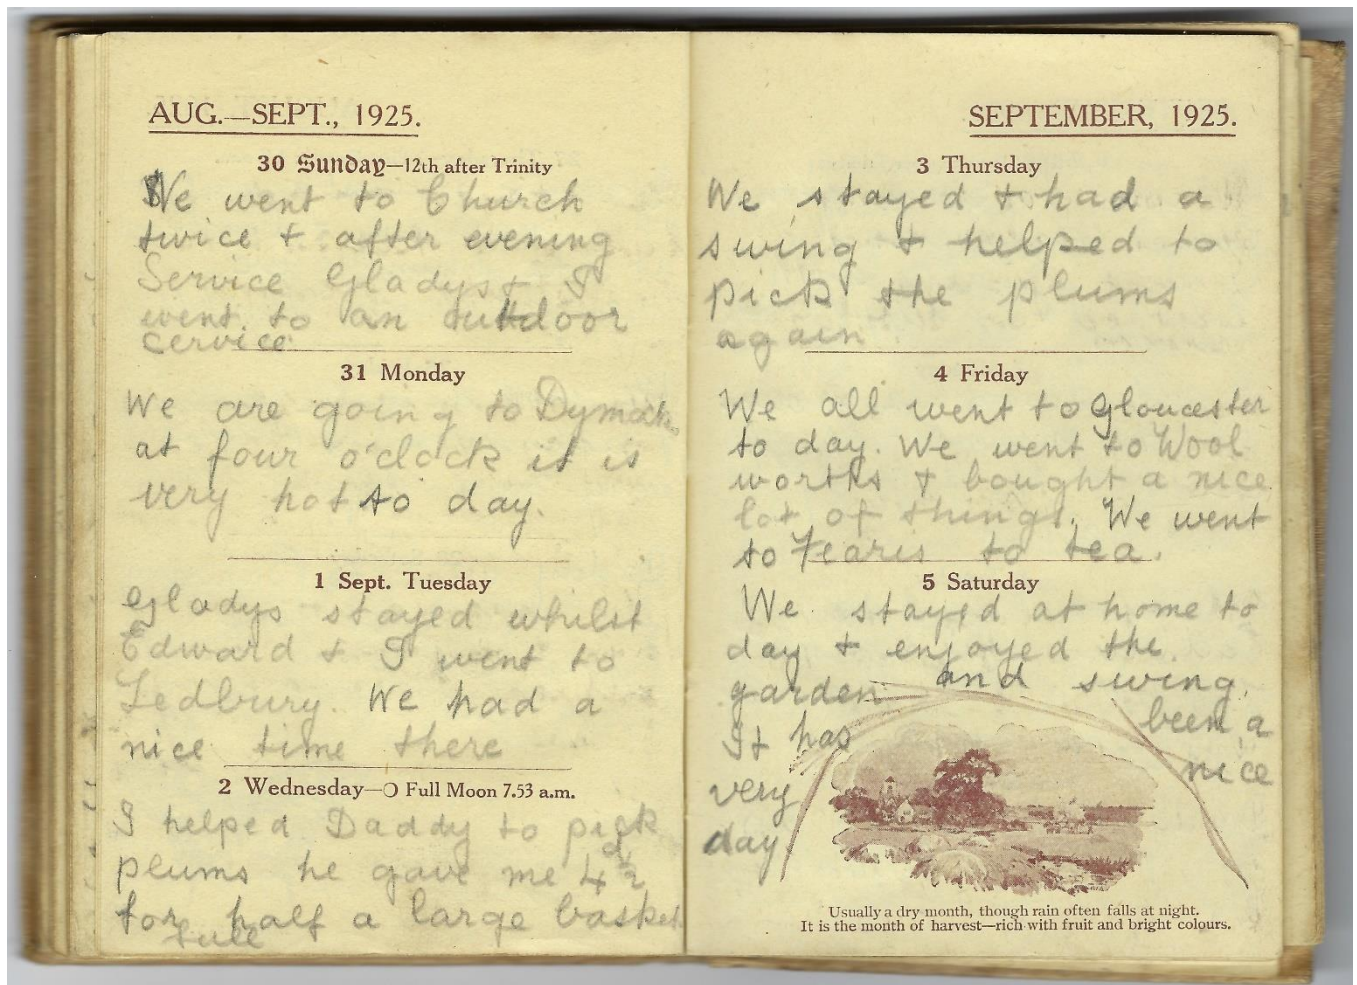 AUG.—SEPT., 1925.
30 Sunday—12th after Trinity
We went to Church
twice & after evening
Service Gladys & I
went to an outdoor
cervice
31 Monday
We are going to Dymock
at four o'clock it is
very hot to day.
1 Sept. Tuesday
Gladys stayed whilst
Edward & I went to
Ledbury. We had a
nice time there
2 Wednesday—O Full Moon 7.53 a.m.
I helped Daddy to pick
plums he gave me 4½
for half a large basket
full
SEPTEMBER, 1925.
3 Thursday
We stayed & had a
swing & helped to
pick the plums
again
4 Friday
We all went to Gloucester
to day. We went to Wool
worths & bought a nice
lot of things. We went
to to tea.
5 Saturday
We stayed at home to
day & enjoyed the
garden and swing.
It has been a
very nice
day
Usually a dry month, though rain often falls at night.
It is the month of harvest—rich with fruit and bright colours.